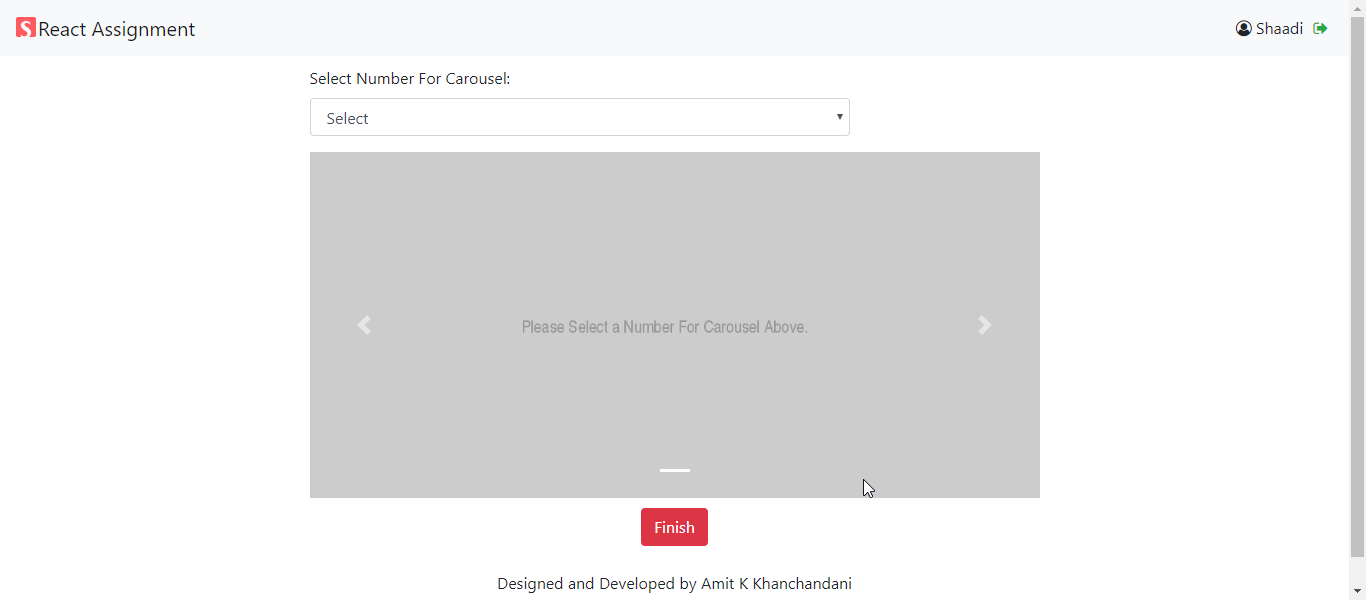 S React Assignment
Shaadi
Select Number For Carousel:
Select
Please Select a Number For Carousel Above.
Finish
Designed and Developed by Amit K Khanchandani